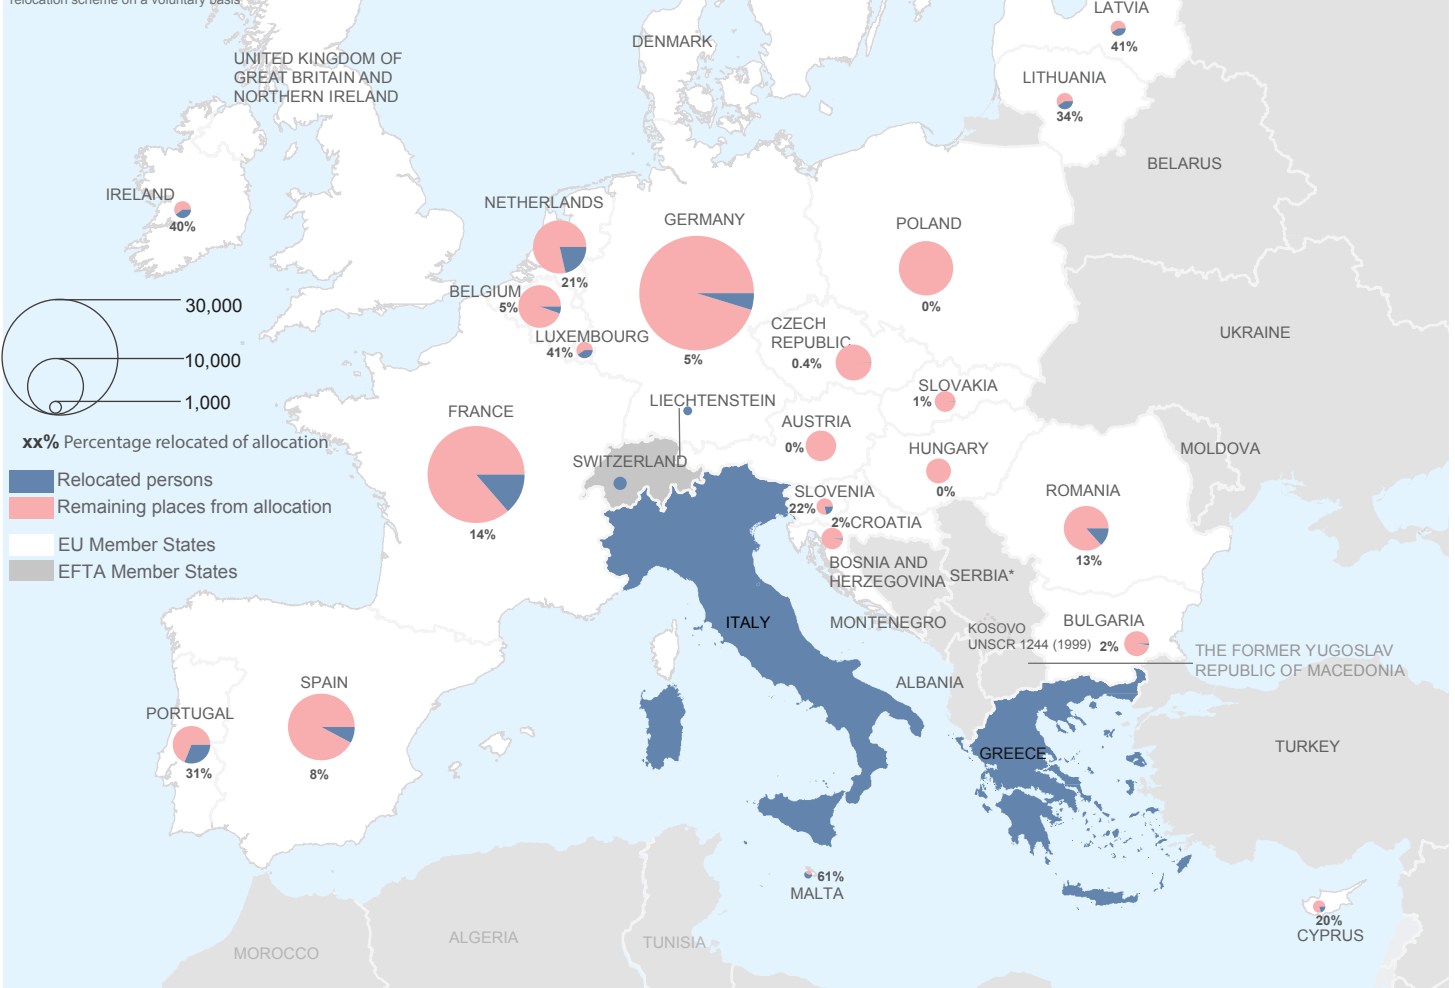 relocation scheme on a voluntary basis
LATVIA
41%
DENMARK
UNITED KINGDOM OF
GREAT BRITAIN AND
NORTHERN IRELAND
LITHUANIA
34%
BELARUS
IRELAND
40%
NETHERLANDS
21%
GERMANY
5%
POLAND
0%
BELGIUM
5%
LUXEMBOURG
41%
CZECH
REPUBLIC
0.4%
UKRAINE
30,000
10,000
1,000
xx% Percentage relocated of allocation
Relocated persons
Remaining places from allocation
EU Member States
EFTA Member States
FRANCE
14%
LIECHTENSTEIN
SWITZERLAND
SLOVAKIA
1%
AUSTRIA
0%
HUNGARY
0%
MOLDOVA
ROMANIA
13%
SLOVENIA
22%
2%CROATIA
BOSNIA AND
HERZEGOVINA
SERBIA*
MONTENEGRO
KOSOVO
UNSCR 1244 (1999)
BULGARIA
2%
THE FORMER YUGOSLAV
REPUBLIC OF MACEDONIA
ITALY
ALBANIA
SPAIN
8%
PORTUGAL
31%
GREECE
TURKEY
61%
MALTA
20%
CYPRUS
MOROCCO
ALGERIA
TUNISIA